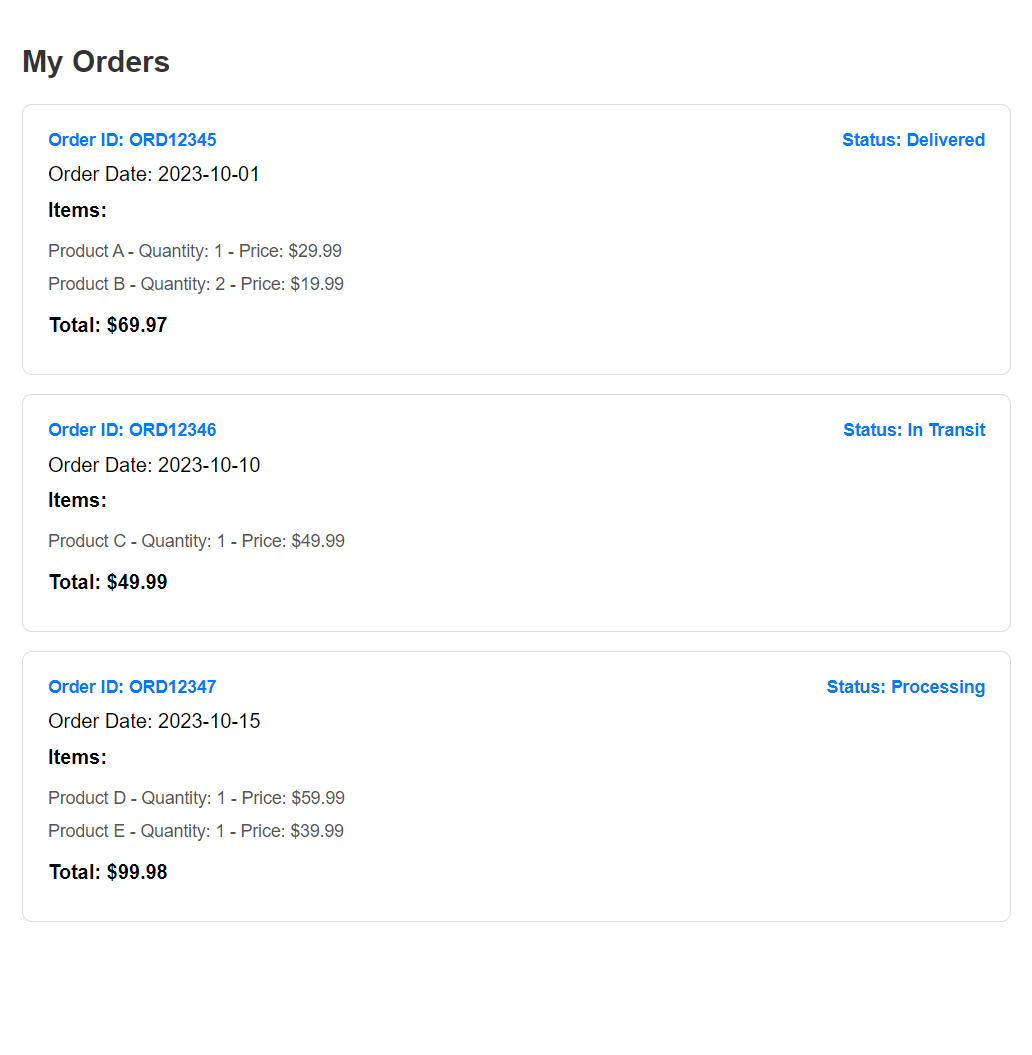 My Orders
Order ID: ORD12345 Status: Delivered
Order Date: 2023-10-01
Items:
Product A - Quantity: 1 - Price: $29.99
Product B - Quantity: 2 - Price: $19.99
Total: $69.97
Order ID: ORD12346 Status: In Transit
Order Date: 2023-10-10
Items:
Product C - Quantity: 1 - Price: $49.99
Total: $49.99
Order ID: ORD12347 Status: Processing
Order Date: 2023-10-15
Items:
Product D - Quantity: 1 - Price: $59.99
Product E - Quantity: 1 - Price: $39.99
Total: $99.98